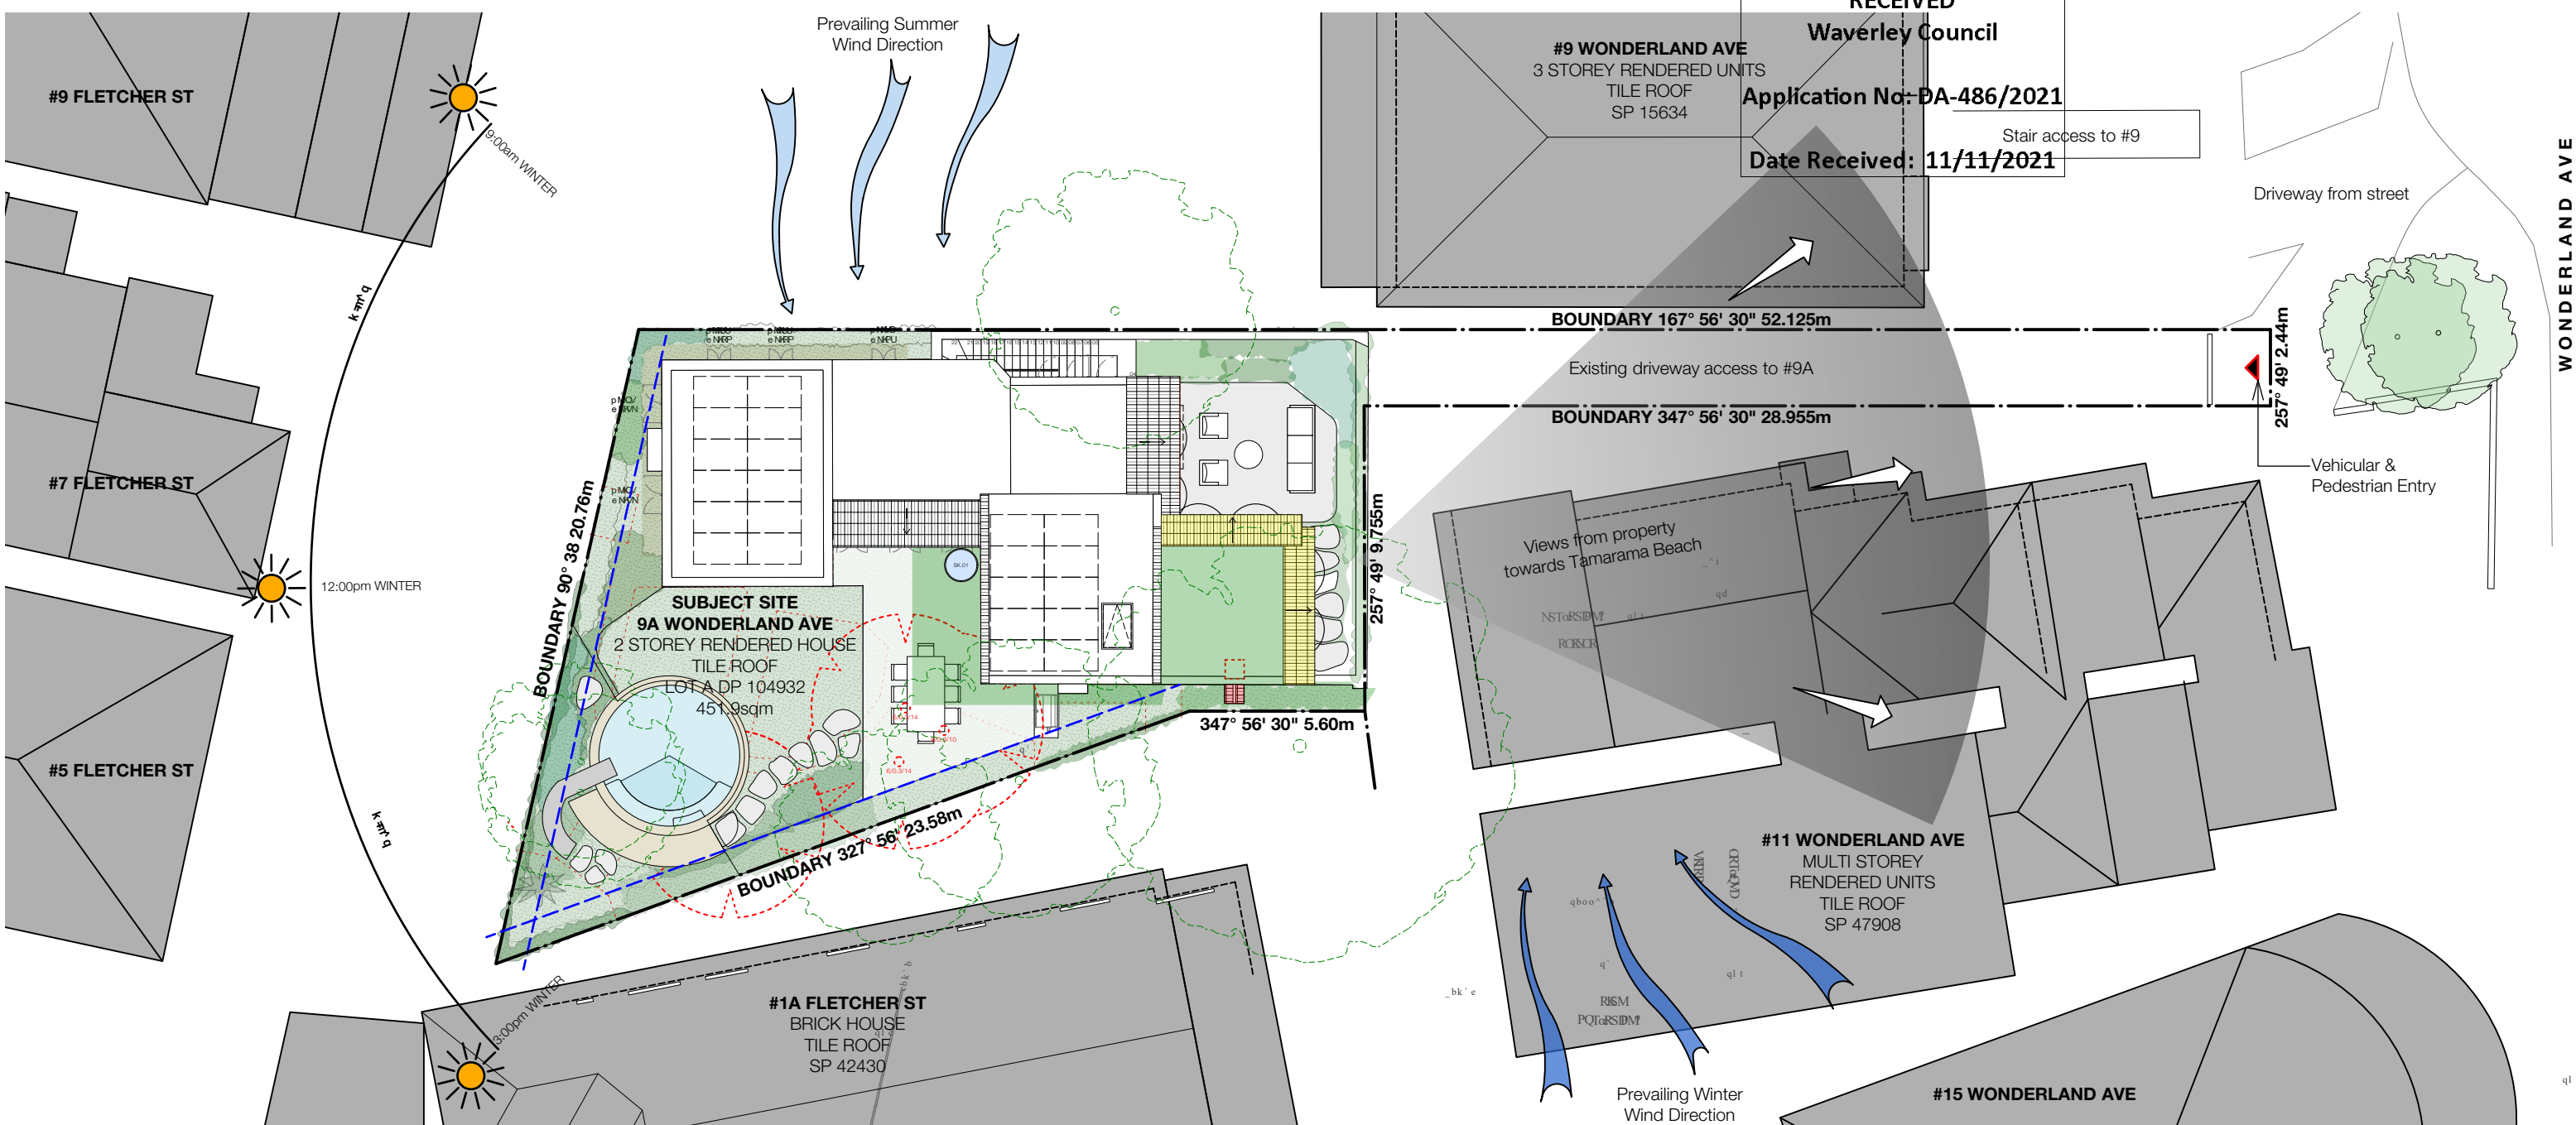 RECEIVED
Waverley Council
Application No: DA-486/2021
Date Received: 11/11/2021
Prevailing Summer
Wind Direction
#9 WONDERLAND AVE
3 STOREY RENDERED UNITS
TILE ROOF
SP 15634
Stair access to #9
Driveway from street
WONDERLAND AVE
#9 FLETCHER ST
9:00am WINTER
BOUNDARY 167° 56' 30" 52.125m
Existing driveway access to #9A
BOUNDARY 347° 56' 30" 28.955m
257° 49' 2.44m
Vehicular &
Pedestrian Entry
#7 FLETCHER ST
12:00pm WINTER
BOUNDARY 90° 38' 20.76m
257° 49' 9.755m
Views from property
towards Tamarama Beach
SK.01
SUBJECT SITE
9A WONDERLAND AVE
2 STOREY RENDERED HOUSE
TILE ROOF
LOT A DP 104932
451.9sqm
347° 56' 30" 5.60m
#5 FLETCHER ST
6/0.3/14
BOUNDARY 327° 56' 23.58m
#11 WONDERLAND AVE
MULTI STOREY
RENDERED UNITS
TILE ROOF
SP 47908
3:00pm WINTER
#1A FLETCHER ST
BRICK HOUSE
TILE ROOF
SP 42430
Prevailing Winter
Wind Direction
#15 WONDERLAND AVE